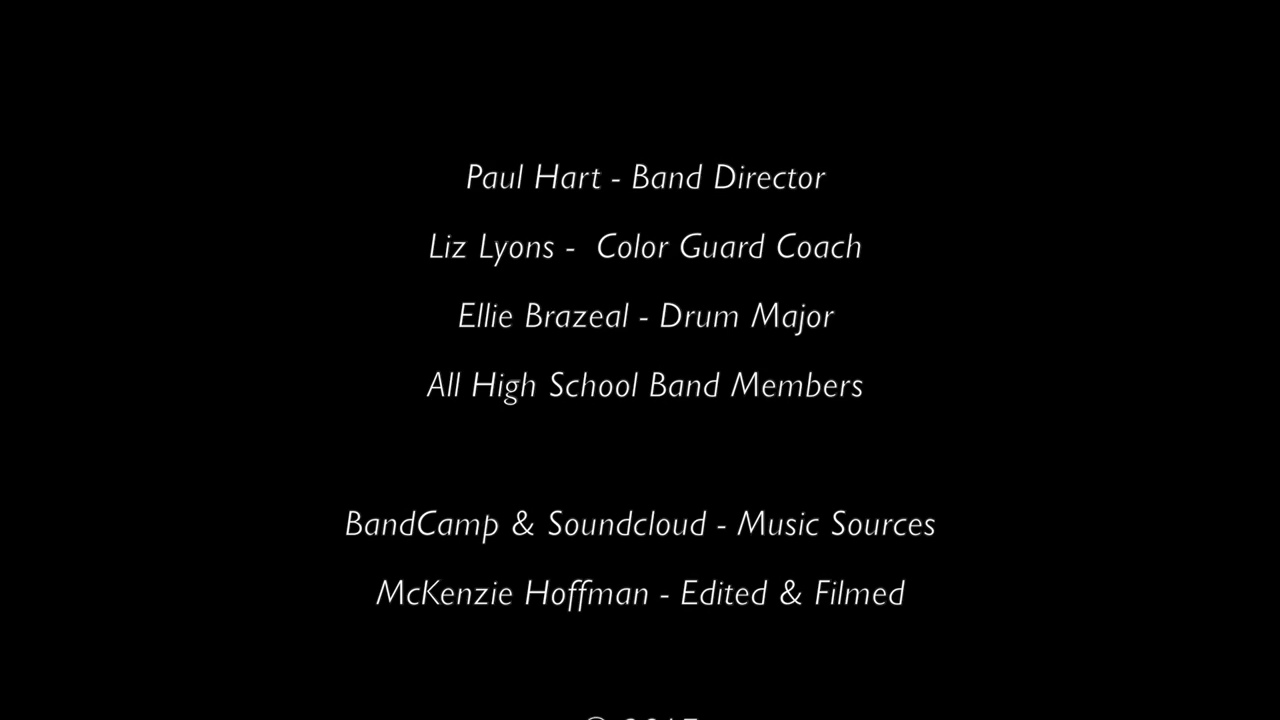 Paul Hart - Band Director
Liz Lyons - Color Guard Coach
Ellie Brazeal - Drum Major
All High School Band Members
BandCamp & Soundcloud - Music Sources
McKenzie Hoffman - Edited & Filmed